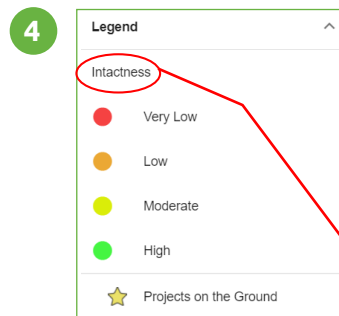 4
Legend
Intactness
Very Low
Low
Moderate
High
Projects on the Ground